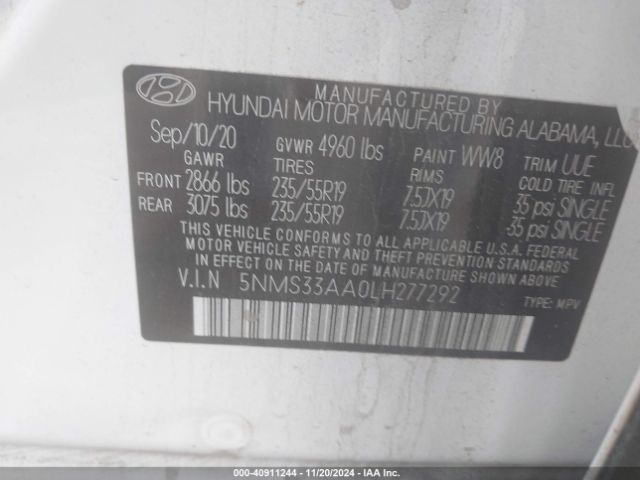 MANUFACTURED BY
HYUNDAI MOTOR MANUFACTURING ALABAMA, LLC
Sep/10/20 GVWR 4960 lbs PAINT WW8 TRIM UUE
GAWR TIRES RIMS COLD TIRE INFL
FRONT 2866 lbs 235/55R19 7.5JX19 35 psi SINGLE
REAR 3075 lbs 235/55R19 7.5JX19 35 psi SINGLE
THIS VEHICLE CONFORMS TO ALL APPLICABLE U.S.A. FEDERAL
MOTOR VEHICLE SAFETY AND THEFT PREVENTION STANDARDS
IN EFFECT ON THE DATE OF MANUFACTURE SHOWN ABOVE.
V.I.N 5NMS33AA0LH277292
TYPE: MPV
000-40911244 - 11/20/2024 - IAA Inc.